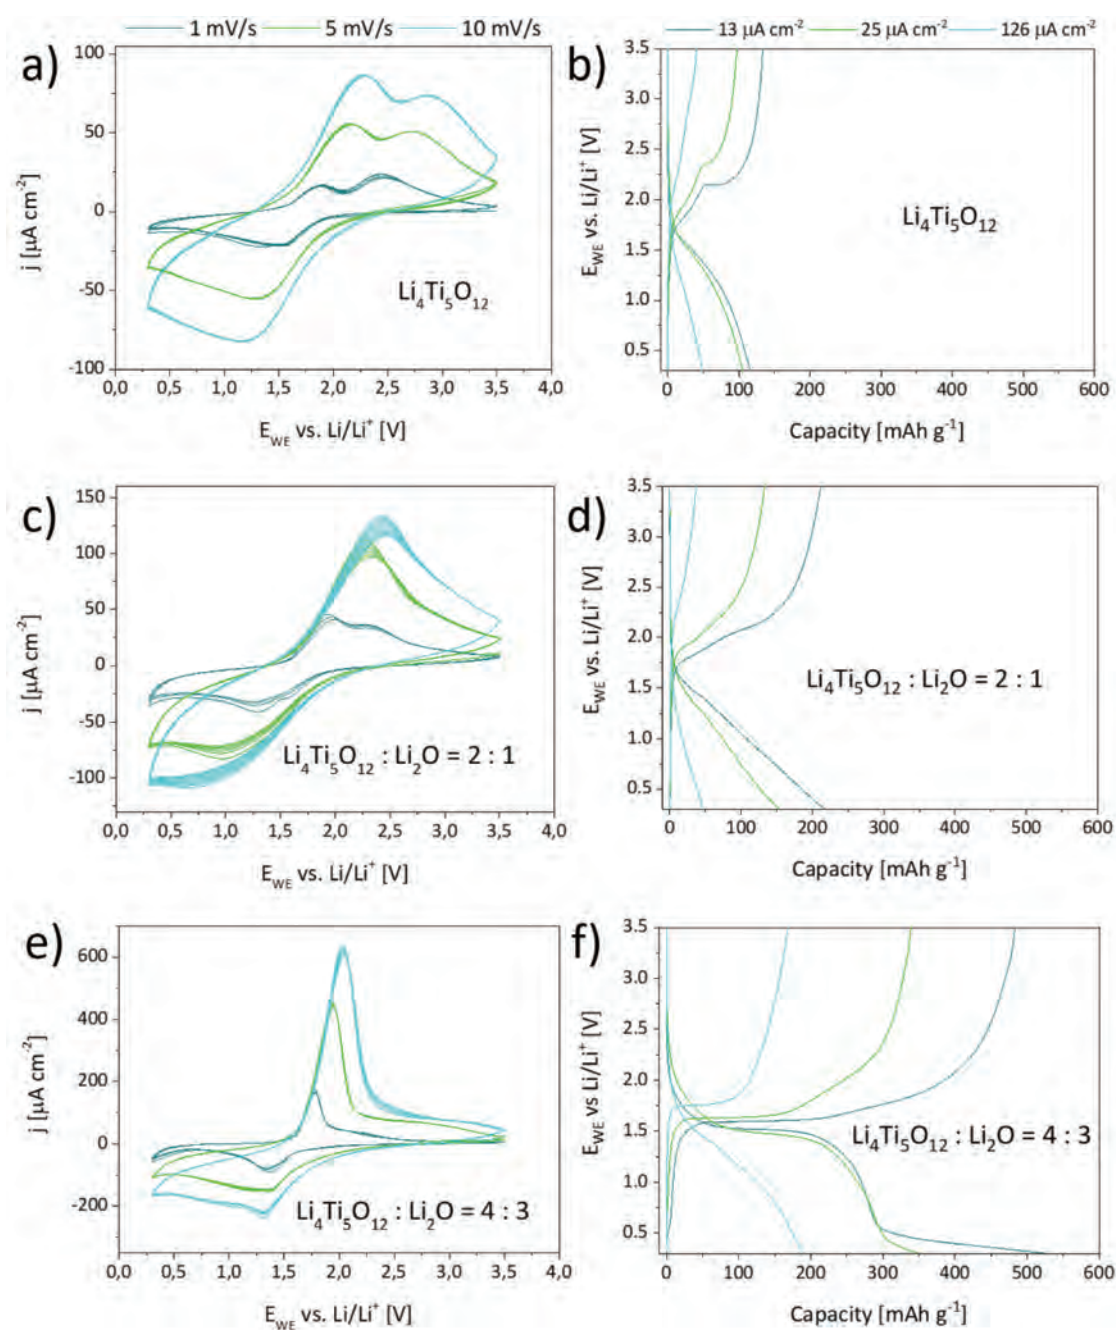 1 mV/s 5 mV/s 10 mV/s
13 μA cm⁻² 25 μA cm⁻² 126 μA cm⁻²
a)
100
50
0
-50
-100
j [μA cm⁻²]
Li₄Ti₅O₁₂
0,0 0,5 1,0 1,5 2,0 2,5 3,0 3,5 4,0
E_WE vs. Li/Li⁺ [V]
b)
3.5
3.0
2.5
2.0
1.5
1.0
0.5
E_WE vs. Li/Li⁺ [V]
Li₄Ti₅O₁₂
0 100 200 300 400 500 600
Capacity [mAh g⁻¹]
c)
150
100
50
0
-50
-100
j [μA cm⁻²]
Li₄Ti₅O₁₂ : Li₂O = 2 : 1
0,0 0,5 1,0 1,5 2,0 2,5 3,0 3,5 4,0
E_WE vs. Li/Li⁺ [V]
d)
3.5
3.0
2.5
2.0
1.5
1.0
0.5
E_WE vs. Li/Li⁺ [V]
Li₄Ti₅O₁₂ : Li₂O = 2 : 1
0 100 200 300 400 500 600
Capacity [mAh g⁻¹]
e)
600
400
200
0
-200
j [μA cm⁻²]
Li₄Ti₅O₁₂ : Li₂O = 4 : 3
0,0 0,5 1,0 1,5 2,0 2,5 3,0 3,5 4,0
E_WE vs. Li/Li⁺ [V]
f)
3.5
3.0
2.5
2.0
1.5
1.0
0.5
E_WE vs Li/Li⁺ [V]
Li₄Ti₅O₁₂ : Li₂O = 4 : 3
0 100 200 300 400 500 600
Capacity [mAh g⁻¹]